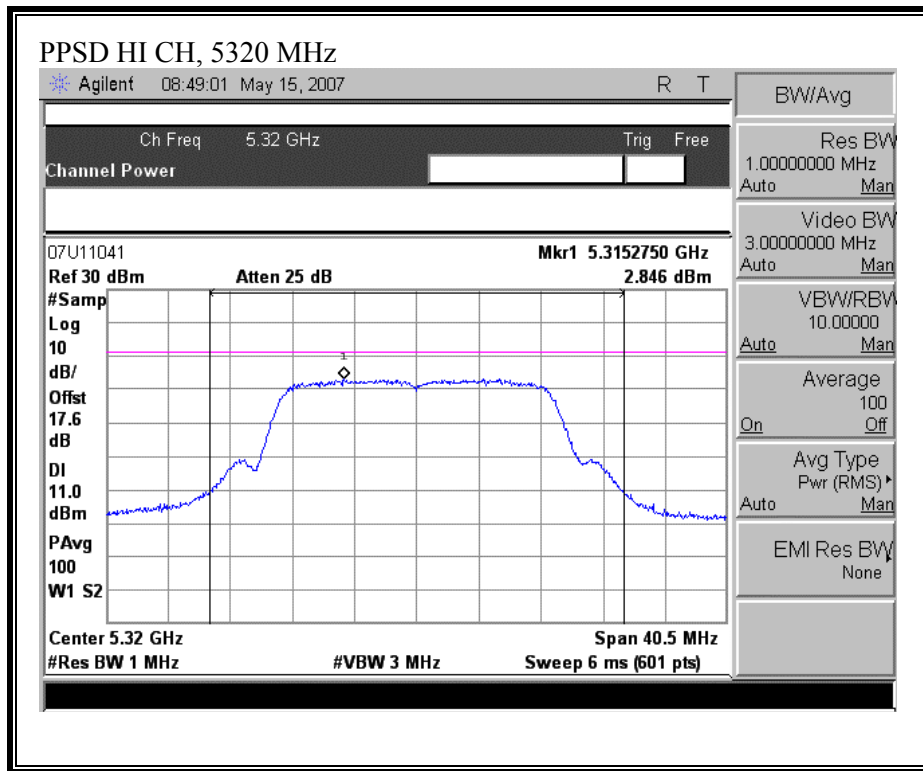 PPSD HI CH, 5320 MHz
Agilent 08:49:01 May 15, 2007 R T
Ch Freq 5.32 GHz Trig Free
Channel Power
07U11041 Mkr1 5.3152750 GHz
Ref 30 dBm Atten 25 dB 2.846 dBm
#Samp
Log
10
dB/
Offst
17.6
dB
DI
11.0
dBm
PAvg
100
W1 S2
1
Center 5.32 GHz Span 40.5 MHz
#Res BW 1 MHz #VBW 3 MHz Sweep 6 ms (601 pts)
BW/Avg
Res BW
1.00000000 MHz
Auto Man
Video BW
3.00000000 MHz
Auto Man
VBW/RBW
10.00000
Auto Man
Average
100
On Off
Avg Type
Pwr (RMS)
Auto Man
EMI Res BW
None